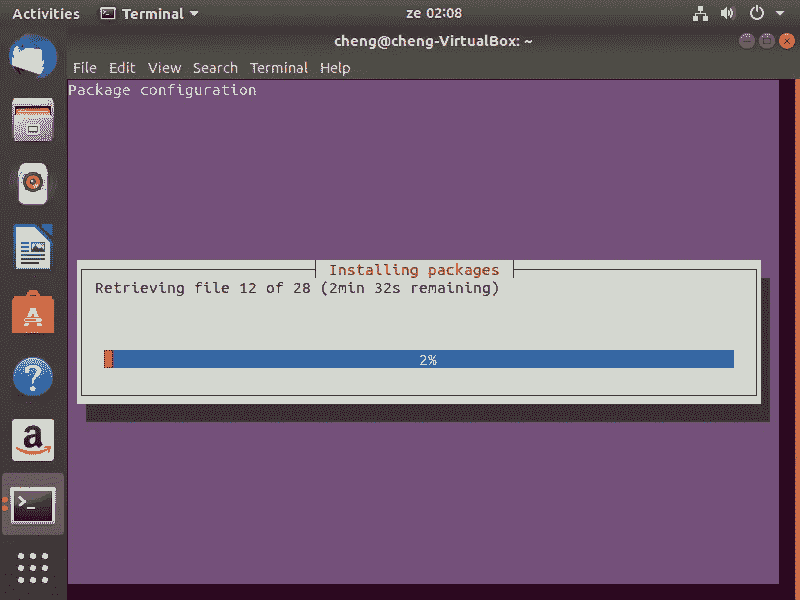 Activities Terminal ze 02:08
cheng@cheng-VirtualBox: ~
File Edit View Search Terminal Help
Package configuration
Installing packages
Retrieving file 12 of 28 (2min 32s remaining)
2%